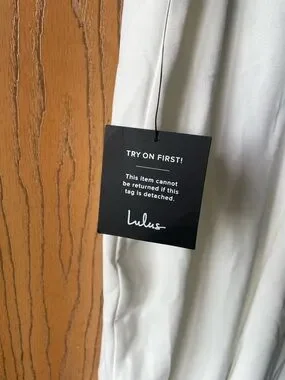 TRY ON FIRST!
This item cannot
be returned if this
tag is detached.
Lulus